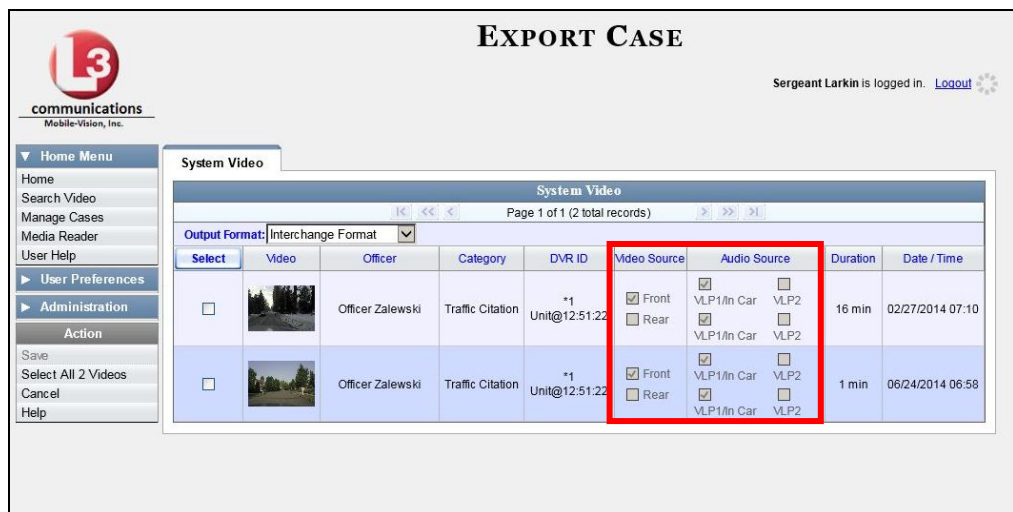 EXPORT CASE
L3
communications
Mobile-Vision, Inc.
Sergeant Larkin is logged in. Logout
▼ Home Menu
Home
Search Video
Manage Cases
Media Reader
User Help
► User Preferences
► Administration
Action
Save
Select All 2 Videos
Cancel
Help
System Video
System Video
|< << < Page 1 of 1 (2 total records) > >> >|
Output Format: Interchange Format
Select Video Officer Category DVR ID Video Source Audio Source Duration Date / Time
Officer Zalewski Traffic Citation *1 Unit@12:51:22 Front Rear VLP1/In Car VLP2 VLP1/In Car VLP2 16 min 02/27/2014 07:10
Officer Zalewski Traffic Citation *1 Unit@12:51:22 Front Rear VLP1/In Car VLP2 VLP1/In Car VLP2 1 min 06/24/2014 06:58